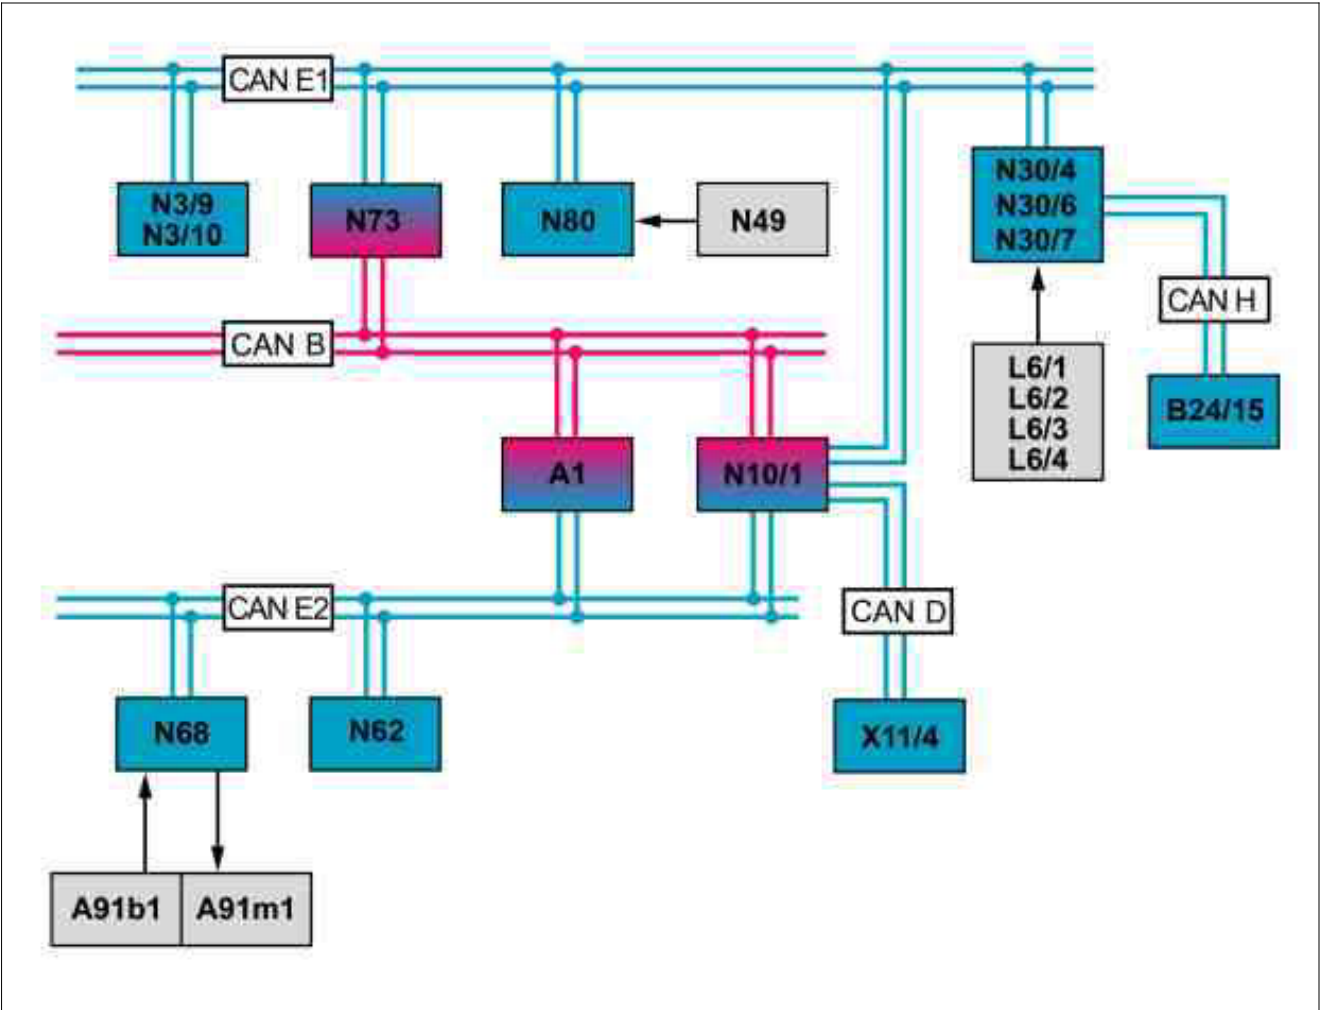 CAN E1
N3/9
N3/10
N73
N80
N49
N30/4
N30/6
N30/7
CAN H
CAN B
L6/1
L6/2
L6/3
L6/4
B24/15
A1
N10/1
CAN E2
CAN D
N68
N62
X11/4
A91b1
A91m1